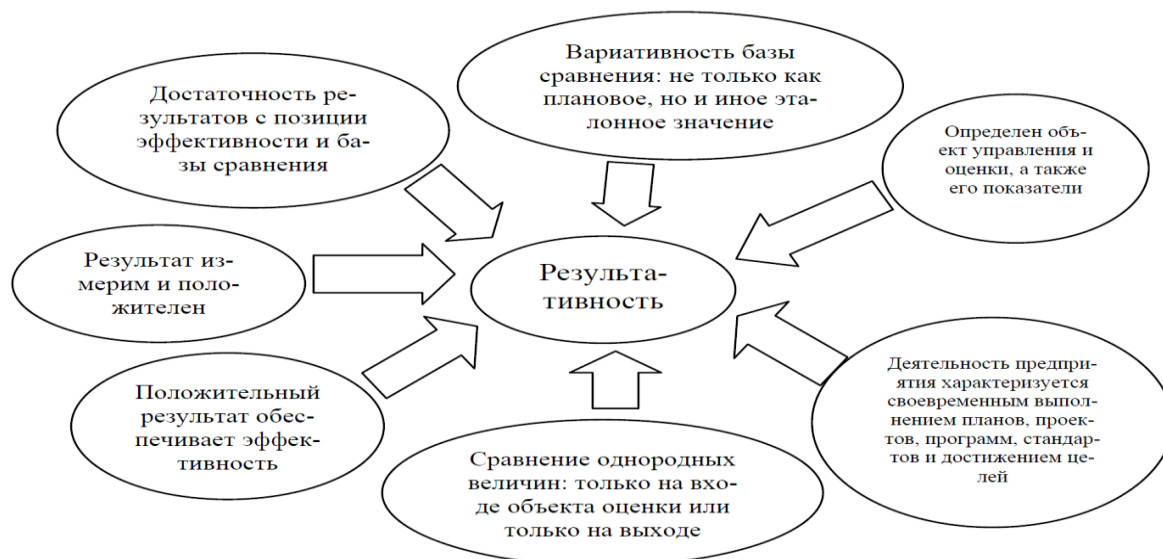 Достаточность ре-
зультатов с позиции
эффективности и ба-
зы сравнения
Вариативность базы
сравнения: не только как
плановое, но и иное эта-
лонное значение
Определен объ-
ект управления и
оценки, а также
его показатели
Результат из-
мерим и поло-
жителен
Результа-
тивность
Положительный
результат обес-
печивает эффек-
тивность
Сравнение однородных
величин: только на вхо-
де объекта оценки или
только на выходе
Деятельность предпри-
ятия характеризуется
своевременным выпол-
нением планов, проек-
тов, программ, стандар-
тов и достижением це-
лей